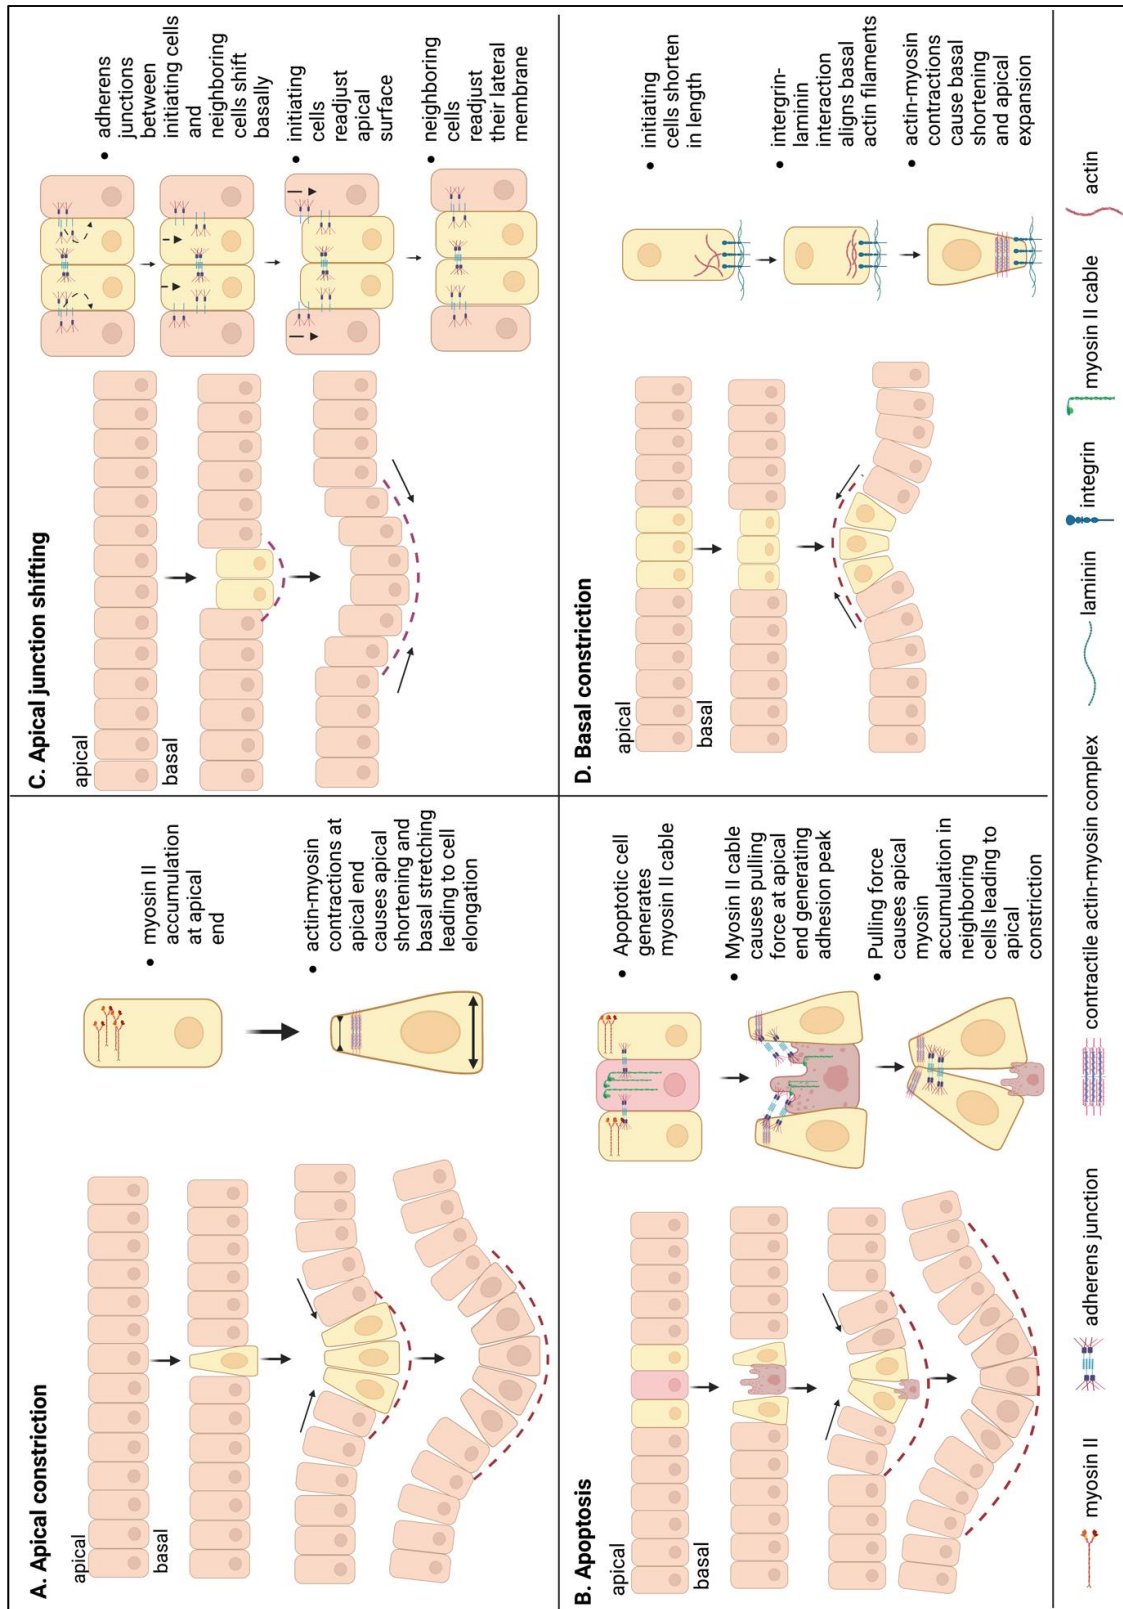 A. Apical constriction
apical
basal
myosin II
accumulation
at apical
end
actin-myosin
contractions at
apical end
causes apical
shortening and
basal stretching
leading to cell
elongation
B. Apoptosis
apical
basal
Apoptotic cell
generates
myosin II cable
Myosin II cable
causes pulling
force at apical
end generating
adhesion peak
Pulling force
causes apical
myosin
accumulation in
neighboring
cells leading to
apical
constriction
C. Apical junction shifting
apical
basal
adherens
junctions
between
initiating cells
and
neighboring
cells shift
basally
initiating
cells
readjust
apical
surface
neighboring
cells
readjust
their lateral
membrane
D. Basal constriction
apical
basal
initiating
cells shorten
in length
intergrin-
laminin
interaction
aligns basal
actin filaments
actin-myosin
contractions
cause basal
shortening
and apical
expansion
myosin II
adherens junction
contractile actin-myosin complex
laminin
integrin
myosin II cable
actin